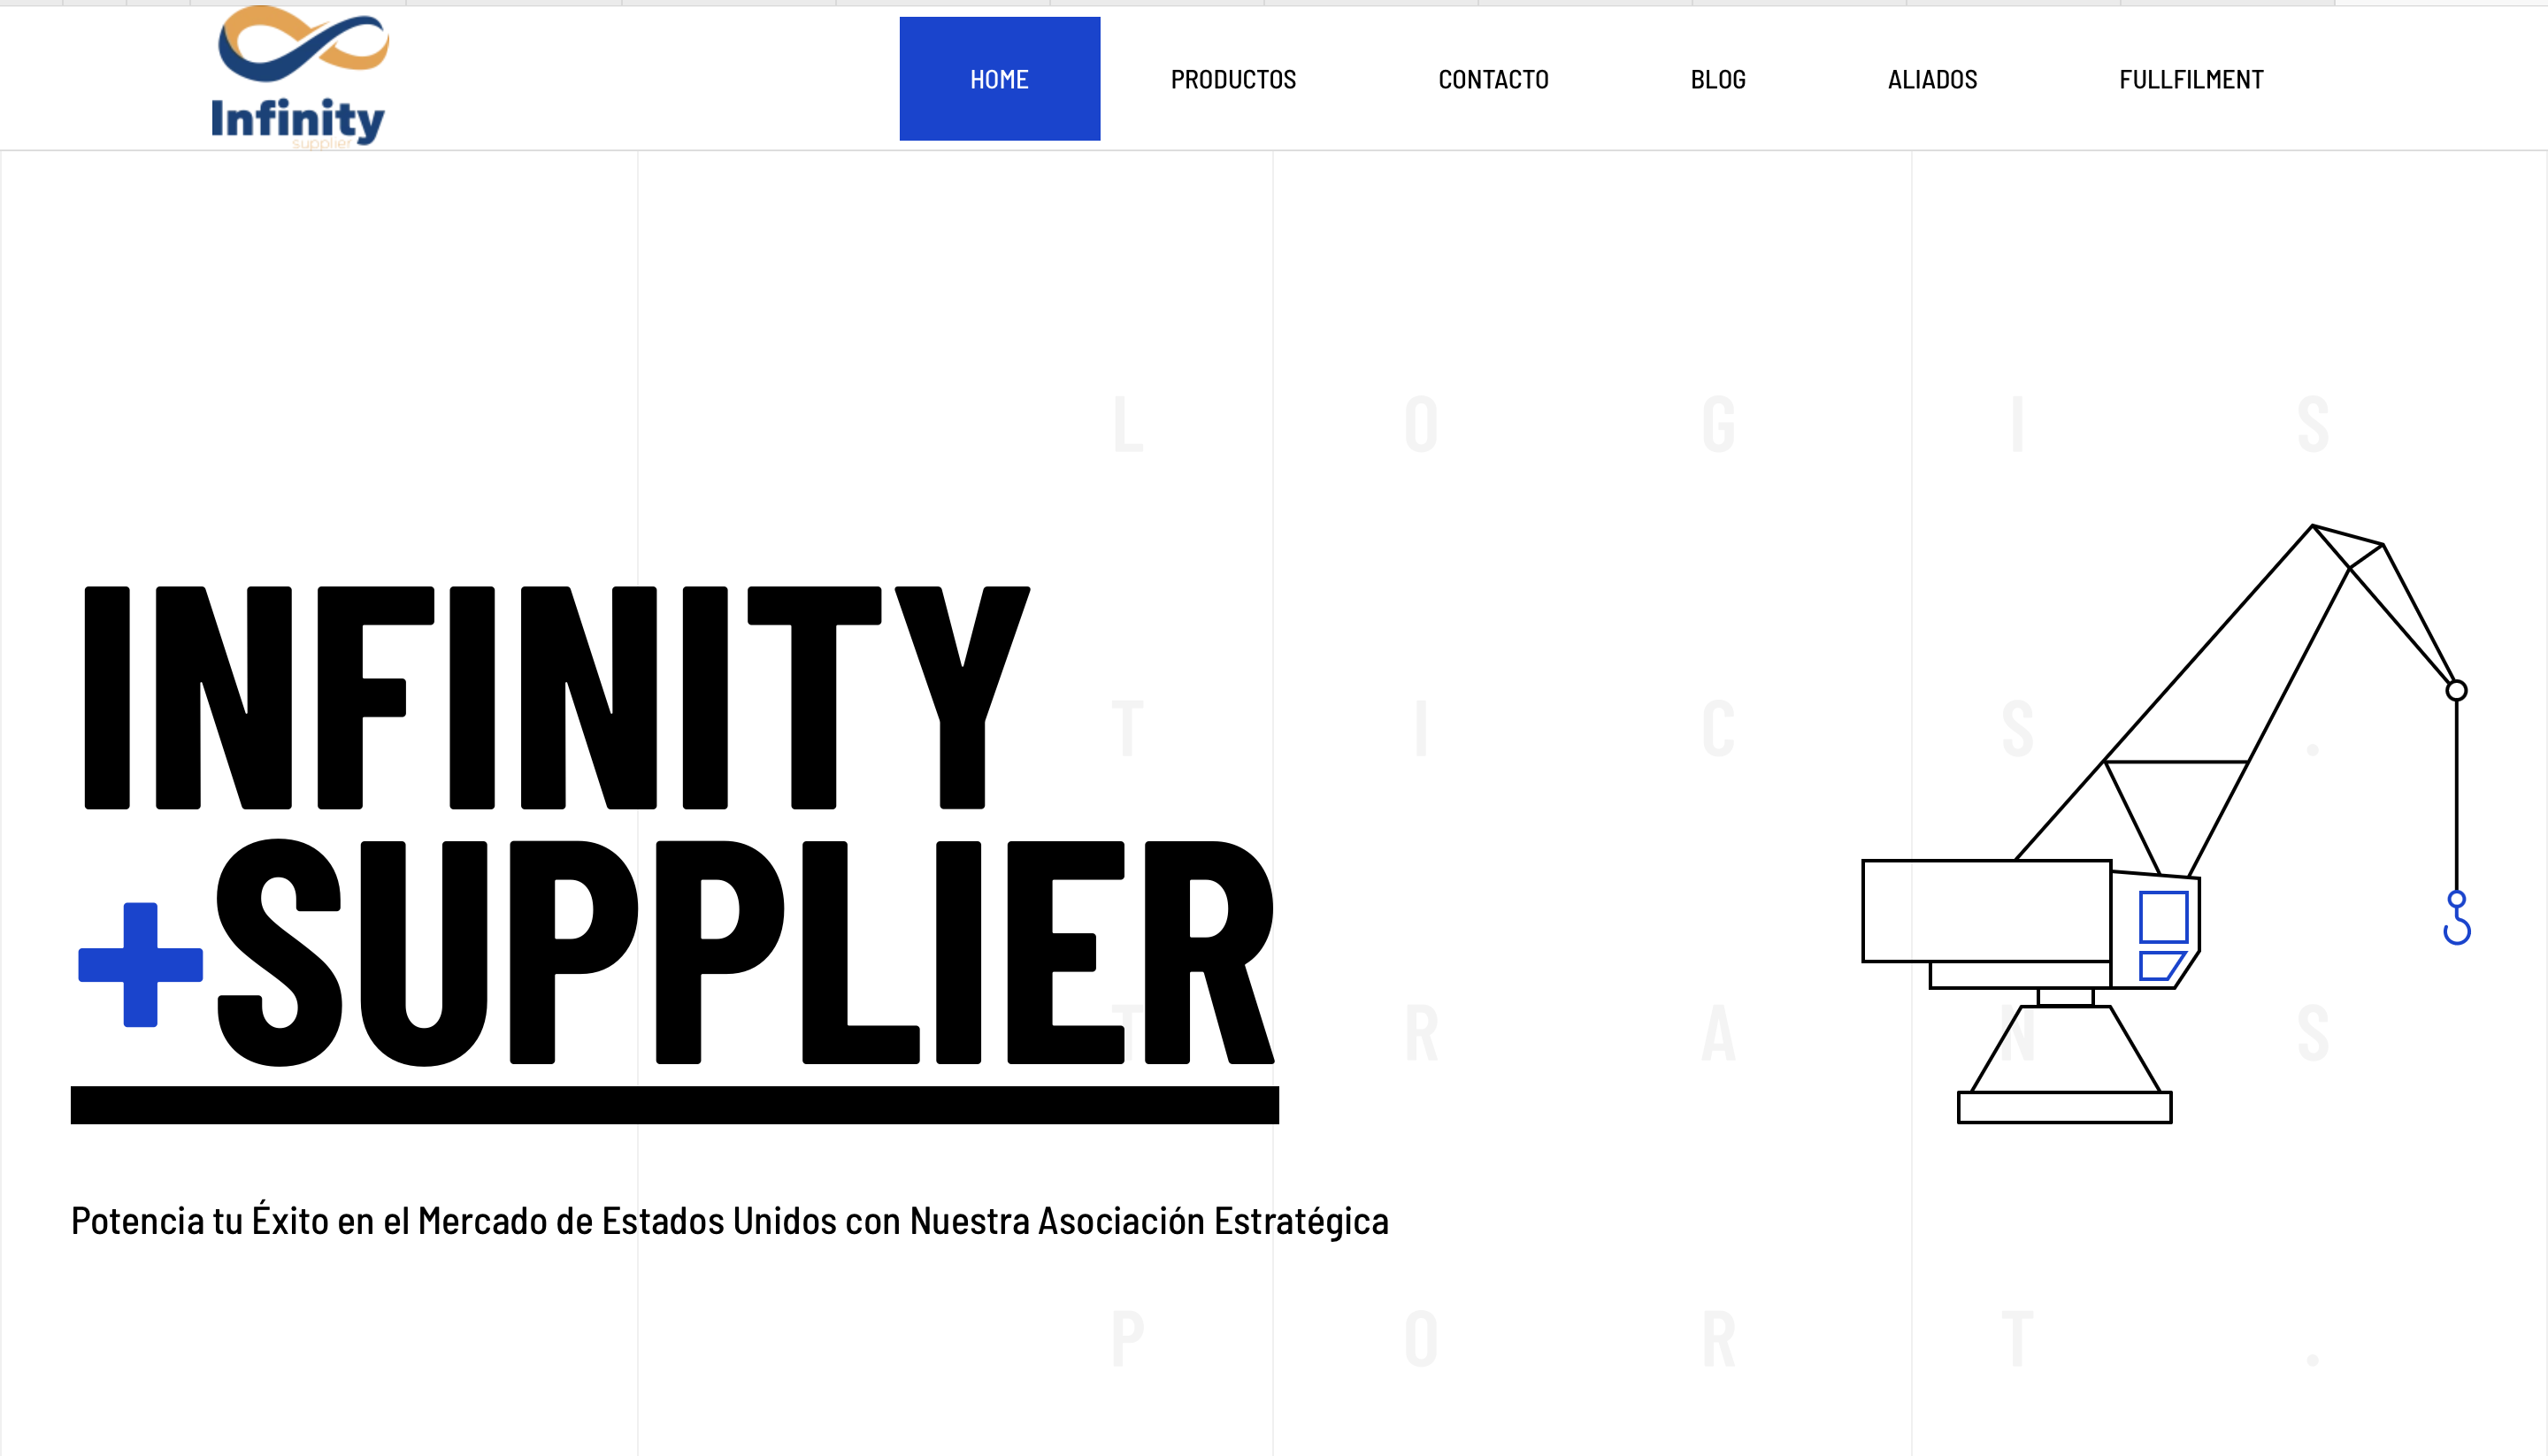 Infinity
supplier
HOME PRODUCTOS CONTACTO BLOG ALIADOS FULLFILMENT
L O G I S
T I C S .
T R A N S
P O R T .
INFINITY
+SUPPLIER
Potencia tu Éxito en el Mercado de Estados Unidos con Nuestra Asociación Estratégica